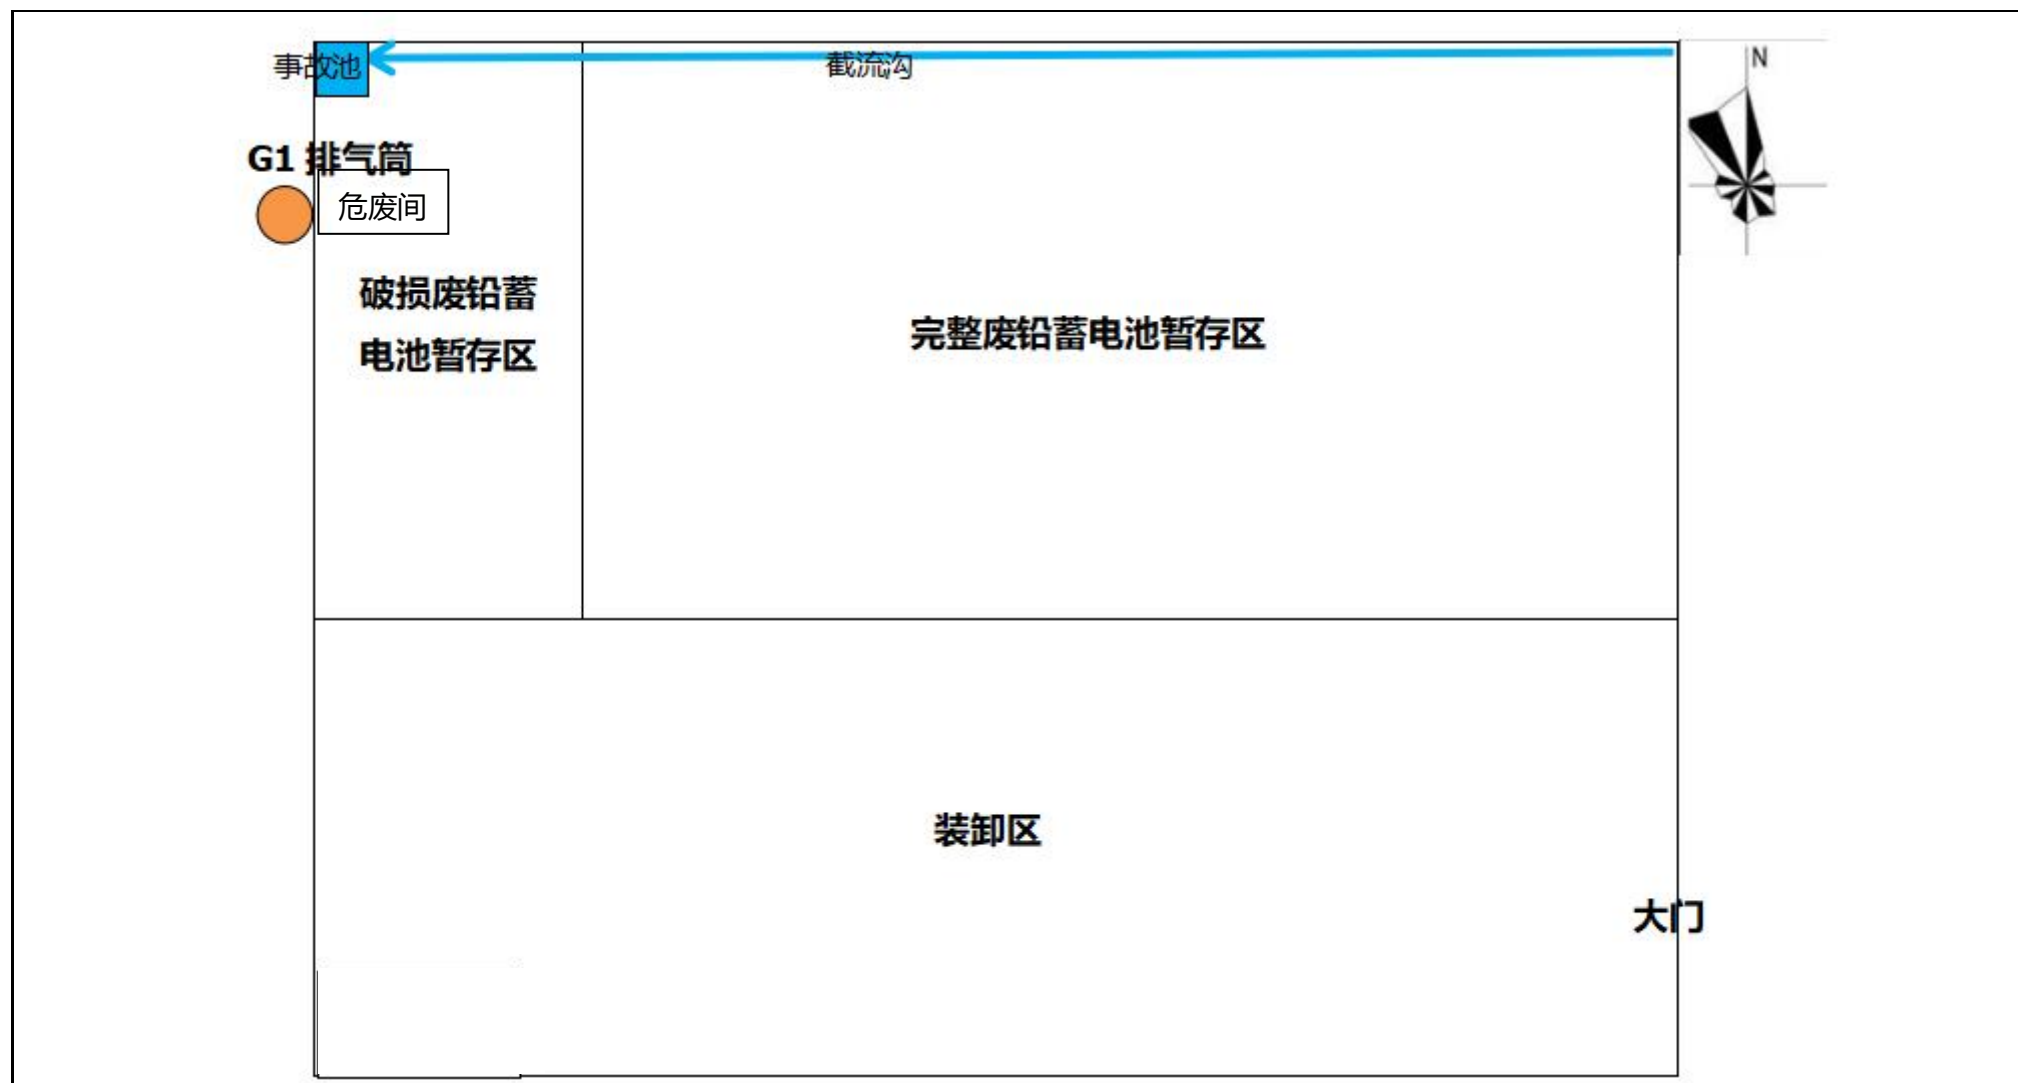 事故池
截流沟
N
G1 排气筒
危废间
破损废铅蓄
电池暂存区
完整废铅蓄电池暂存区
装卸区
大门